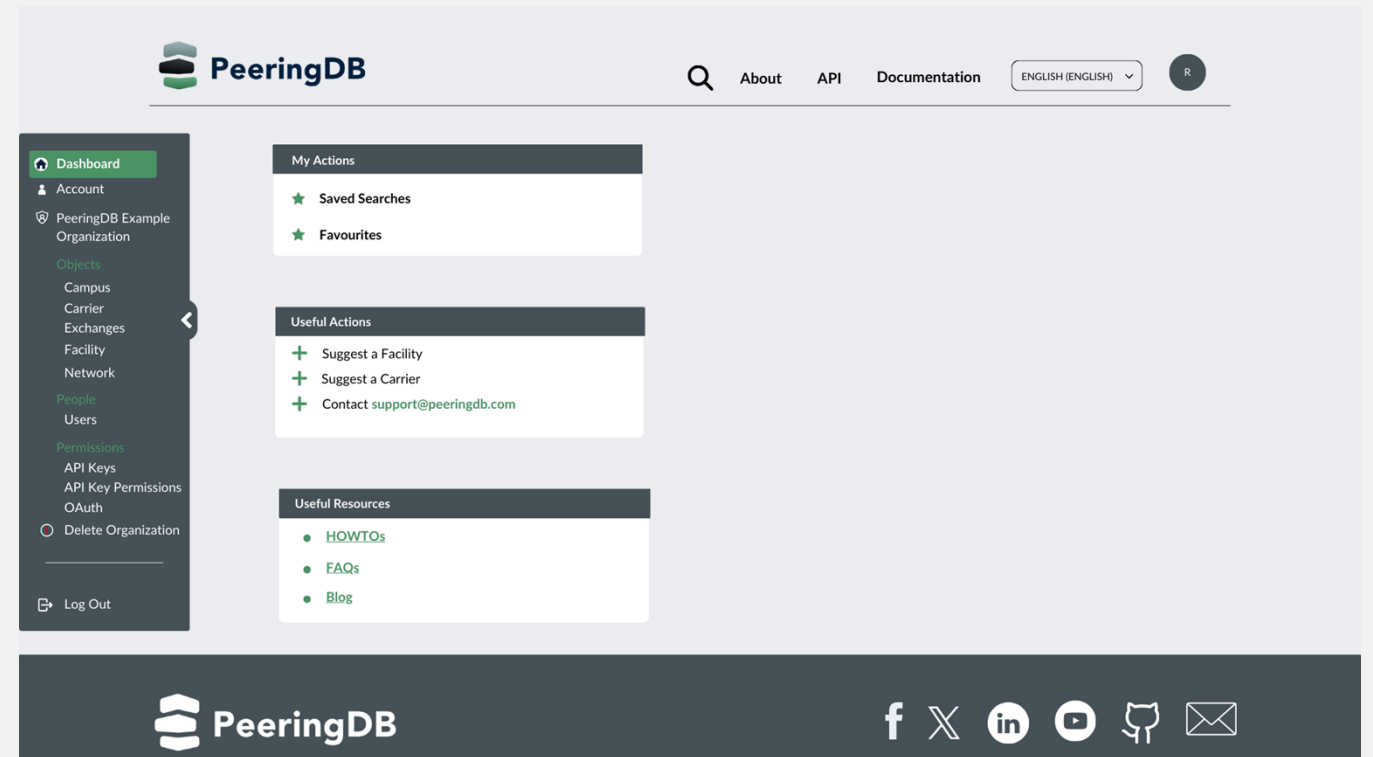 PeeringDB
About
API
Documentation
ENGLISH (ENGLISH)
R
Dashboard
Account
PeeringDB Example
Organization
Objects
Campus
Carrier
Exchanges
Facility
Network
People
Users
Permissions
API Keys
API Key Permissions
OAuth
Delete Organization
Log Out
My Actions
Saved Searches
Favourites
Useful Actions
Suggest a Facility
Suggest a Carrier
Contact support@peeringdb.com
Useful Resources
HOWTOs
FAQs
Blog
PeeringDB
f
X
in